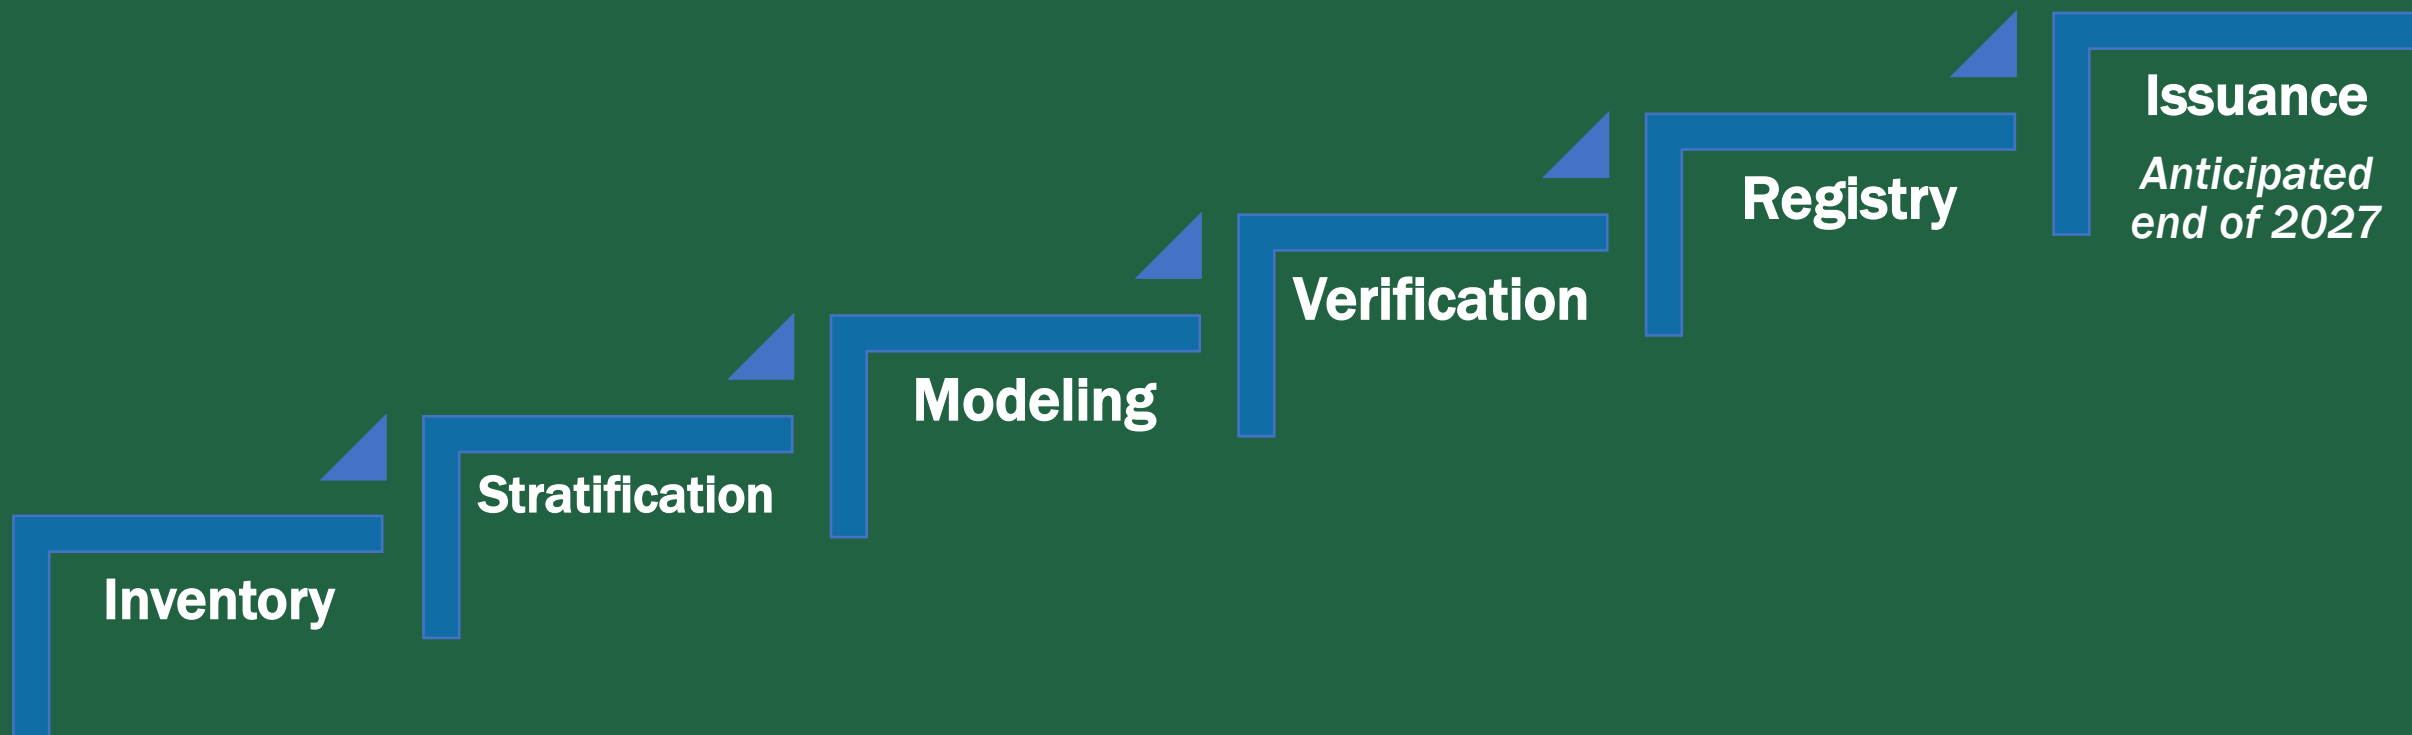 Inventory
Stratification
Modeling
Verification
Registry
Issuance
Anticipated
end of 2027